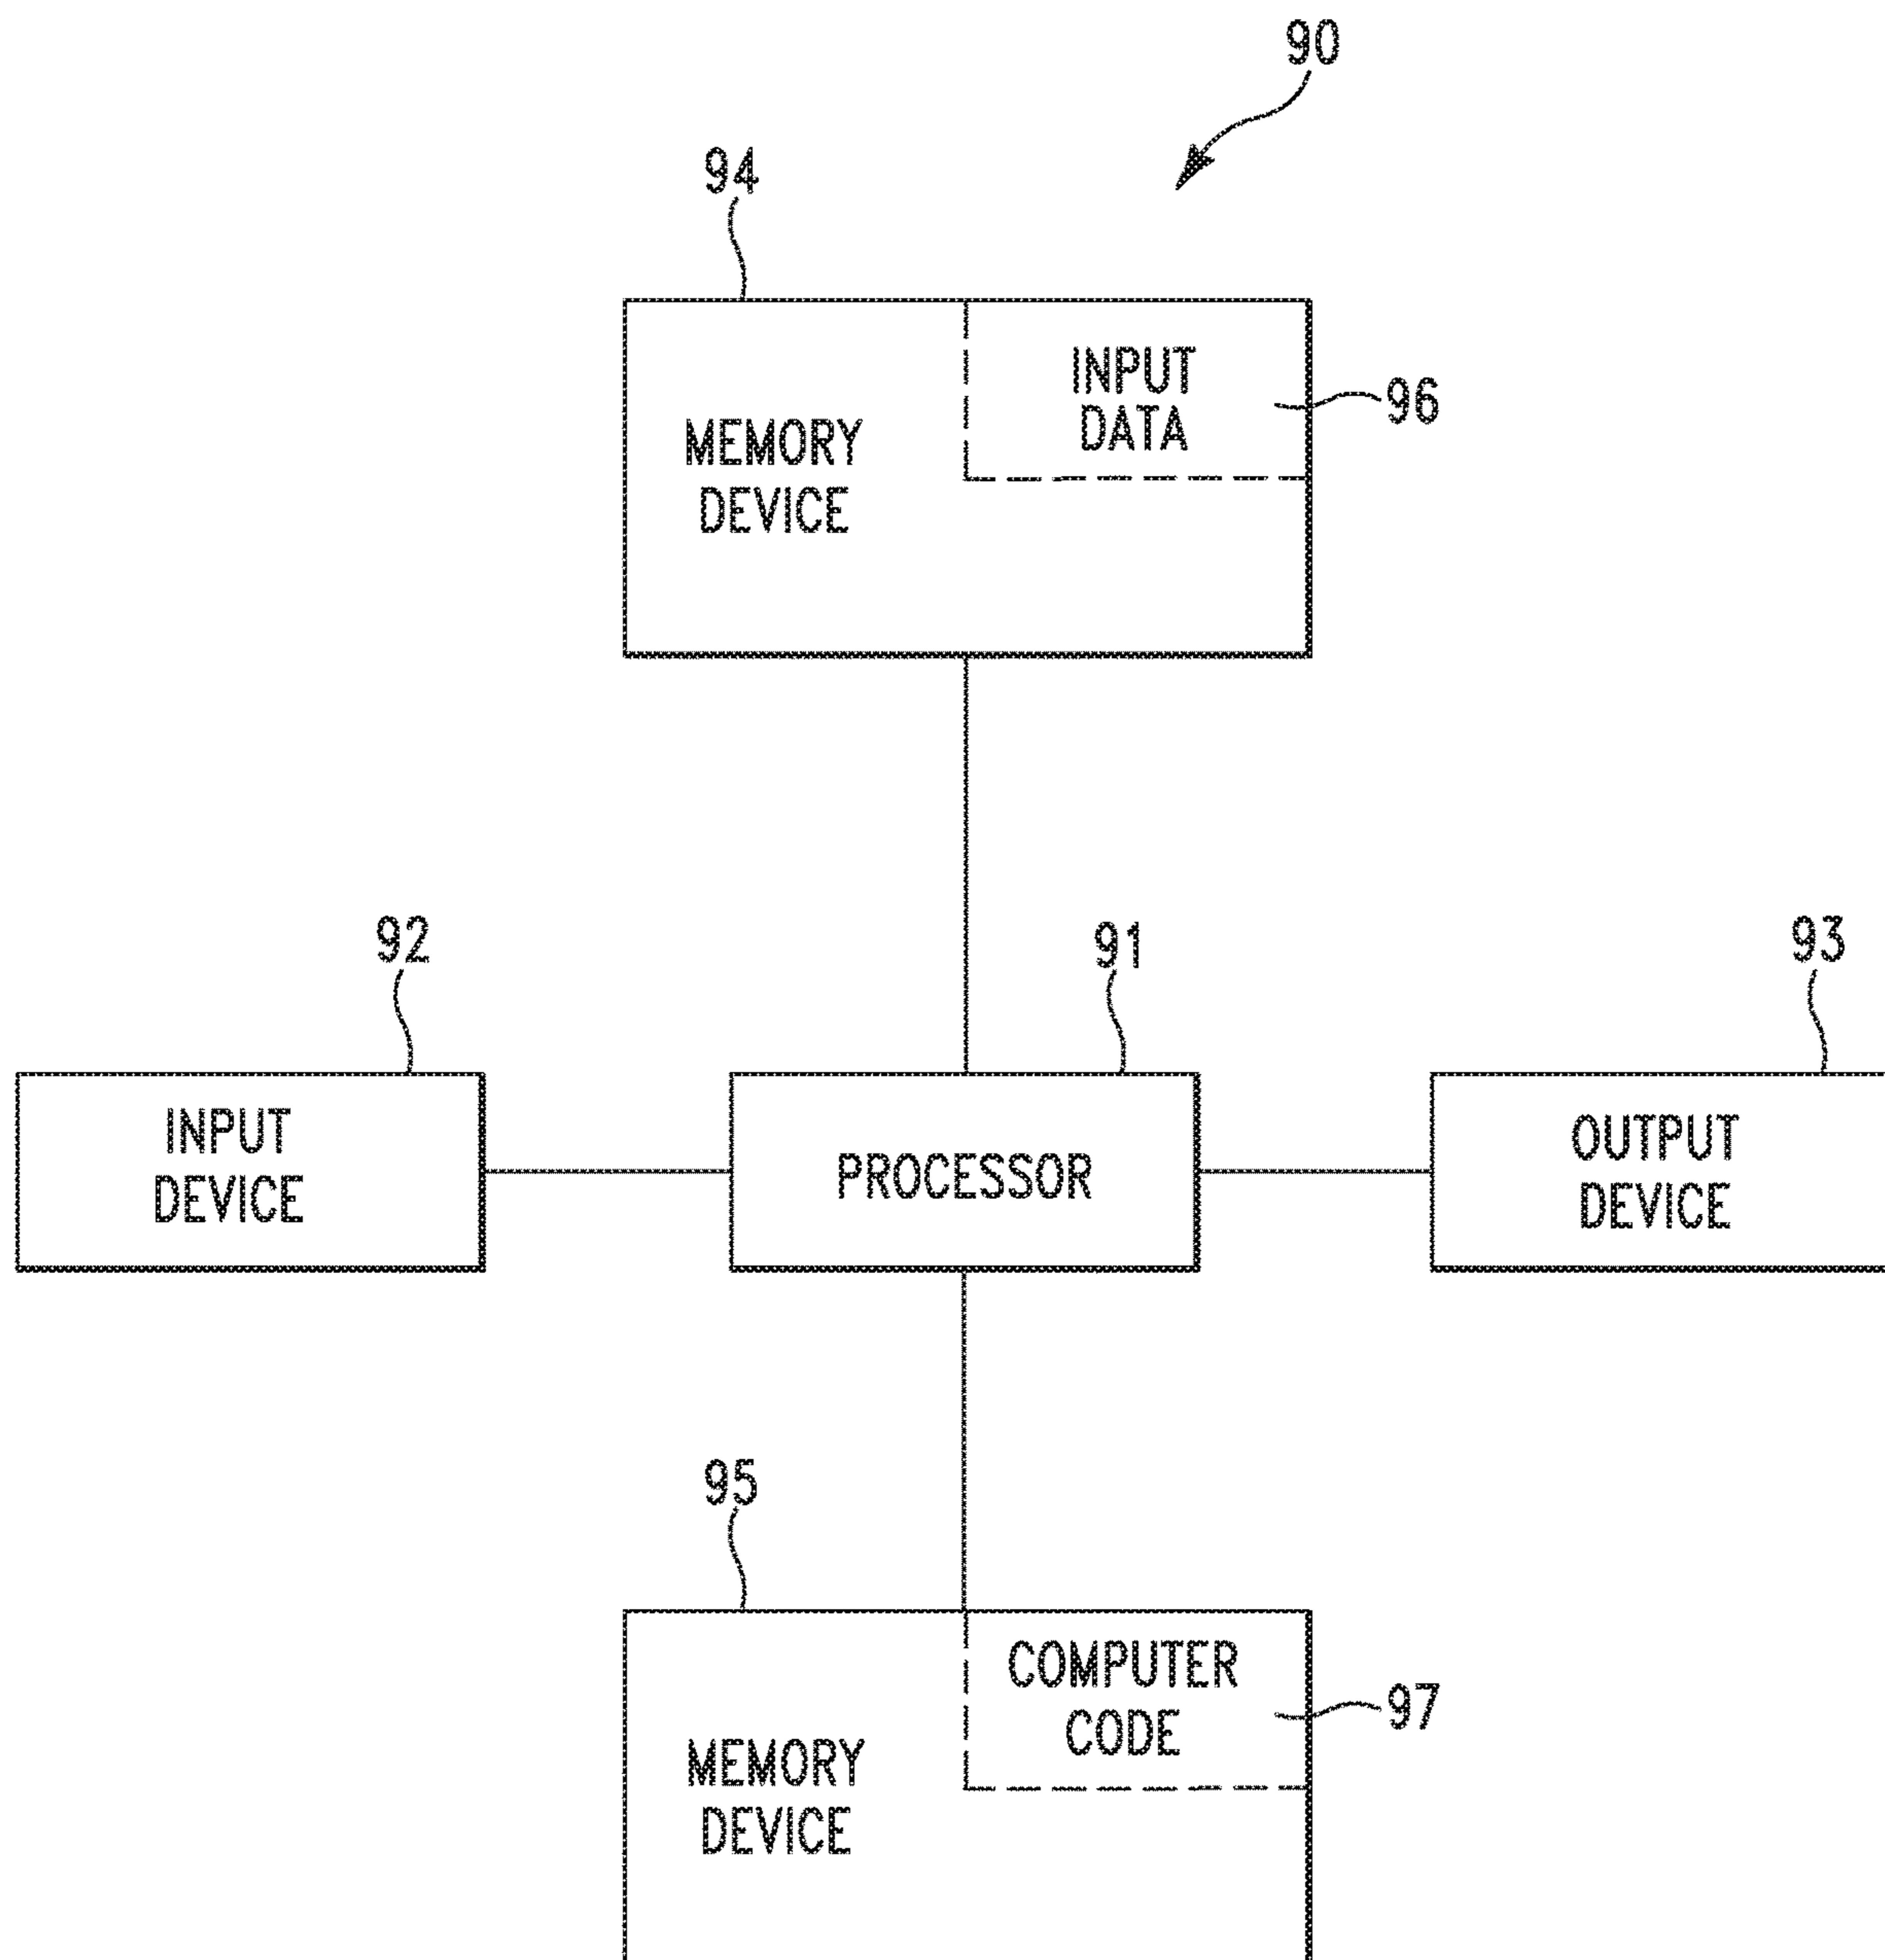 90
94
INPUT
DATA
96
MEMORY
DEVICE
92
91
93
INPUT
DEVICE
PROCESSOR
OUTPUT
DEVICE
95
COMPUTER
CODE
97
MEMORY
DEVICE